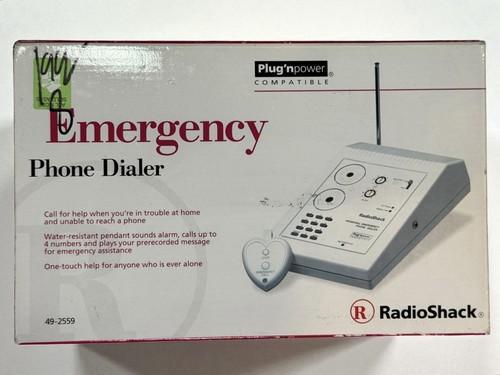 Plug'npower®
COMPATIBLE
Emergency
Phone Dialer
Call for help when you're in trouble at home
and unable to reach a phone
Water-resistant pendant sounds alarm, calls up to
4 numbers and plays your prerecorded message
for emergency assistance
One-touch help for anyone who is ever alone
RadioShack
49-2559
R RadioShack®